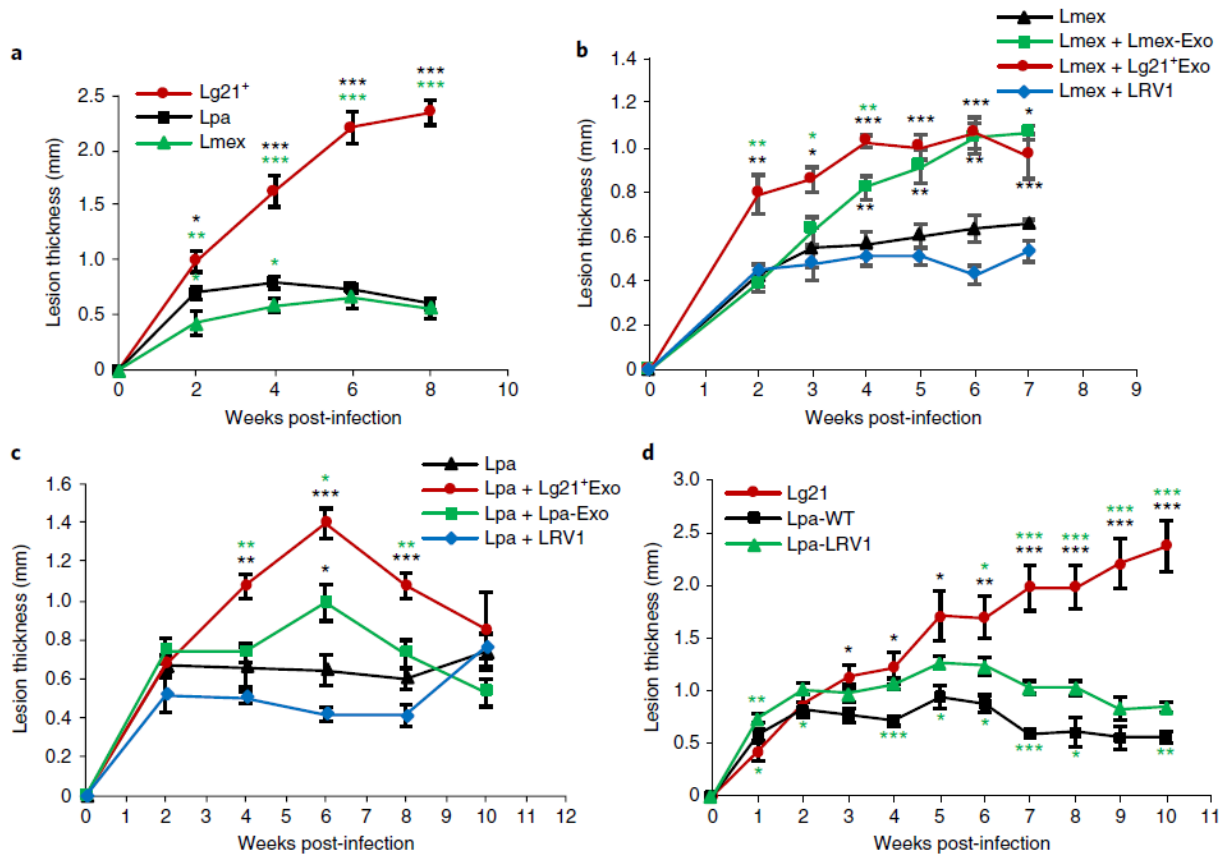 a
Lg21⁺
Lpa
Lmex
Lesion thickness (mm)
2.5
2.0
1.5
1.0
0.5
0
***
***
***
***
***
***
*
**
*
*
0 2 4 6 8 10
Weeks post-infection
b
Lmex
Lmex + Lmex-Exo
Lmex + Lg21⁺Exo
Lmex + LRV1
Lesion thickness (mm)
1.4
1.2
1.0
0.8
0.6
0.4
0.2
0
** *** *** *
***
** *
** *
** ** ** ***
0 1 2 3 4 5 6 7 8 9
Weeks post-infection
c
Lpa
Lpa + Lg21⁺Exo
Lpa + Lpa-Exo
Lpa + LRV1
Lesion thickness (mm)
1.6
1.4
1.2
1.0
0.8
0.6
0.4
0.2
0
*
***
** **
** ***
*
0 1 2 3 4 5 6 7 8 9 10 11 12
Weeks post-infection
d
Lg21
Lpa-WT
Lpa-LRV1
Lesion thickness (mm)
3.0
2.5
2.0
1.5
1.0
0.5
0
*** ***
*** ***
*** ***
*** ***
* *
**
* *
**
* * *** * * *** * **
0 1 2 3 4 5 6 7 8 9 10 11
Weeks post-infection